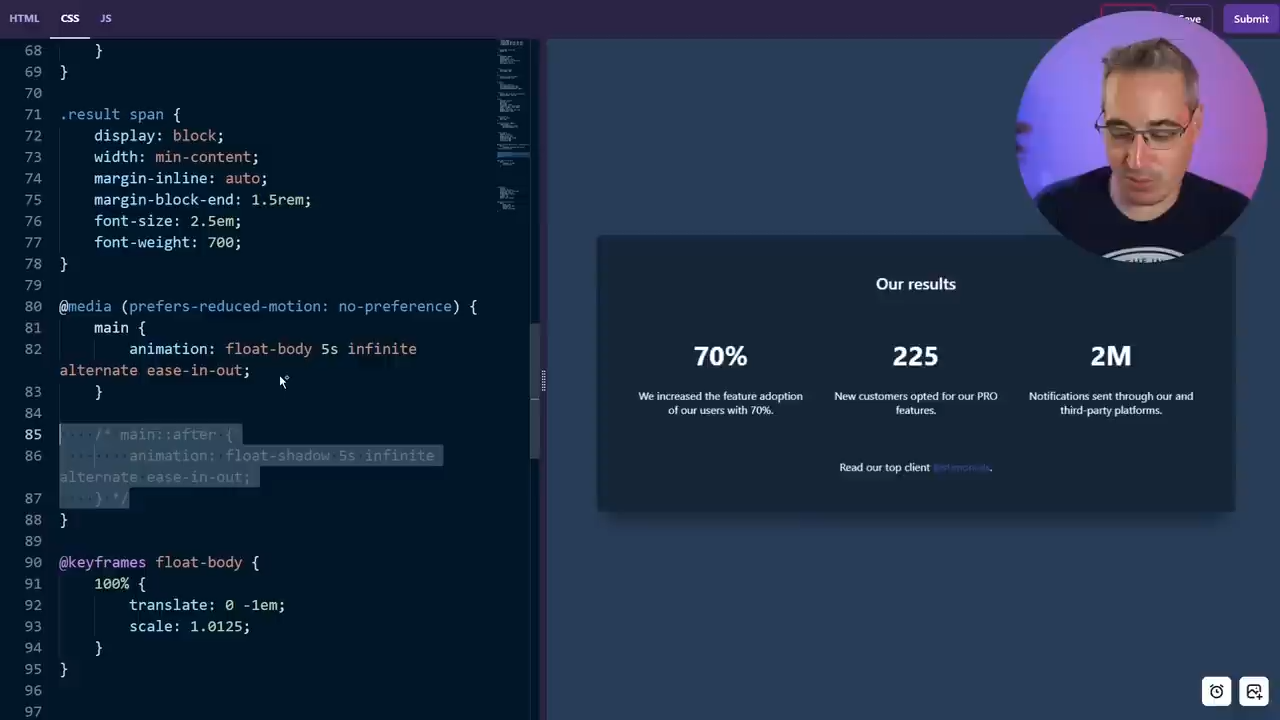 HTML CSS JS
Save Submit
68 }
69 }
70
71 .result span {
72 display: block;
73 width: min-content;
74 margin-inline: auto;
75 margin-block-end: 1.5rem;
76 font-size: 2.5em;
77 font-weight: 700;
78 }
79
80 @media (prefers-reduced-motion: no-preference) {
81 main {
82 animation: float-body 5s infinite
alternate ease-in-out;
83 }
84
85 /* main::after {
86 animation: float-shadow 5s infinite
alternate ease-in-out;
87 } */
88 }
89
90 @keyframes float-body {
91 100% {
92 translate: 0 -1em;
93 scale: 1.0125;
94 }
95 }
96
97
Our results
70%
We increased the feature adoption
of our users with 70%.
225
New customers opted for our PRO
features.
2M
Notifications sent through our and
third-party platforms.
Read our top client .